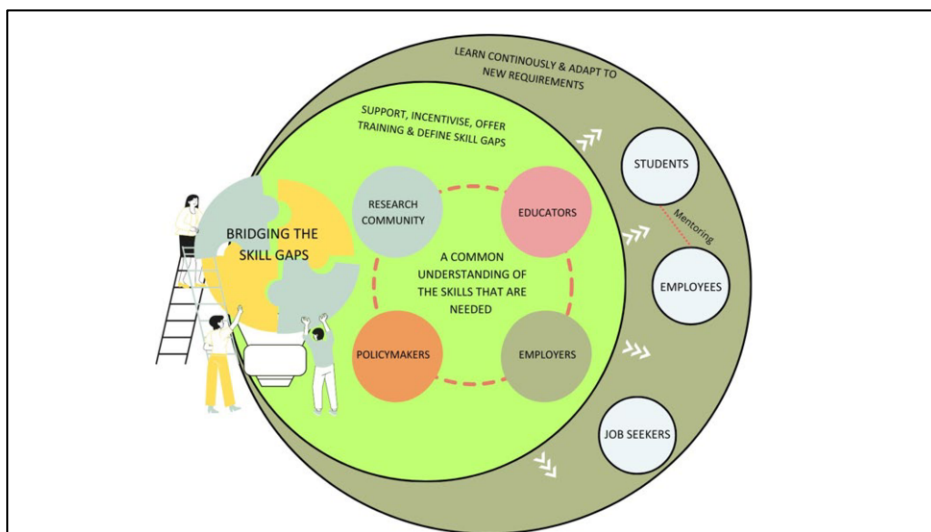 LEARN CONTINOUSLY & ADAPT TO
NEW REQUIREMENTS
SUPPORT, INCENTIVISE, OFFER
TRAINING & DEFINE SKILL GAPS
STUDENTS
RESEARCH
COMMUNITY
EDUCATORS
Mentoring
BRIDGING THE
SKILL GAPS
A COMMON
UNDERSTANDING OF
THE SKILLS THAT ARE
NEEDED
EMPLOYEES
POLICYMAKERS
EMPLOYERS
JOB SEEKERS